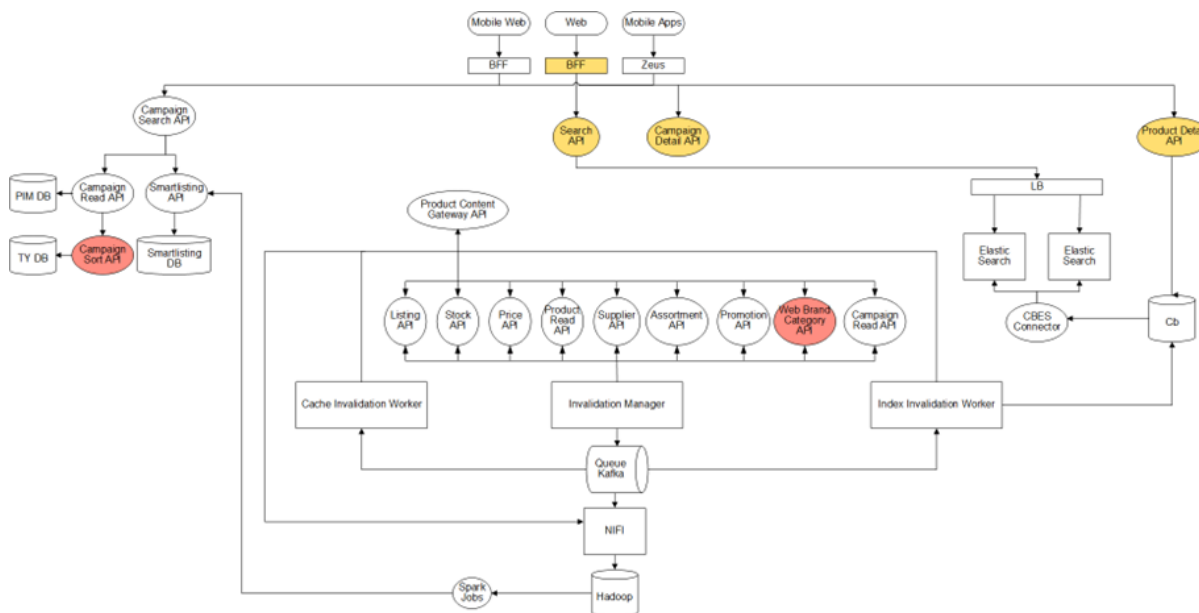 Mobile Web
Web
Mobile Apps
BFF
BFF
Zeus
Campaign
Search API
Search
API
Campaign
Detail API
Product Detail
API
PIM DB
Campaign
Read API
Smartlisting
API
LB
Product Content
Gateway API
TY DB
Campaign
Sort API
Smartlisting
DB
Elastic
Search
Elastic
Search
Listing
API
Stock
API
Price
API
Product
Read API
Supplier
API
Assortment
API
Promotion
API
Web Brand
Category
API
Campaign
Read API
CBES
Connector
Cb
Cache Invalidation Worker
Invalidation Manager
Index Invalidation Worker
Queue
Kafka
NIFI
Spark
Jobs
Hadoop